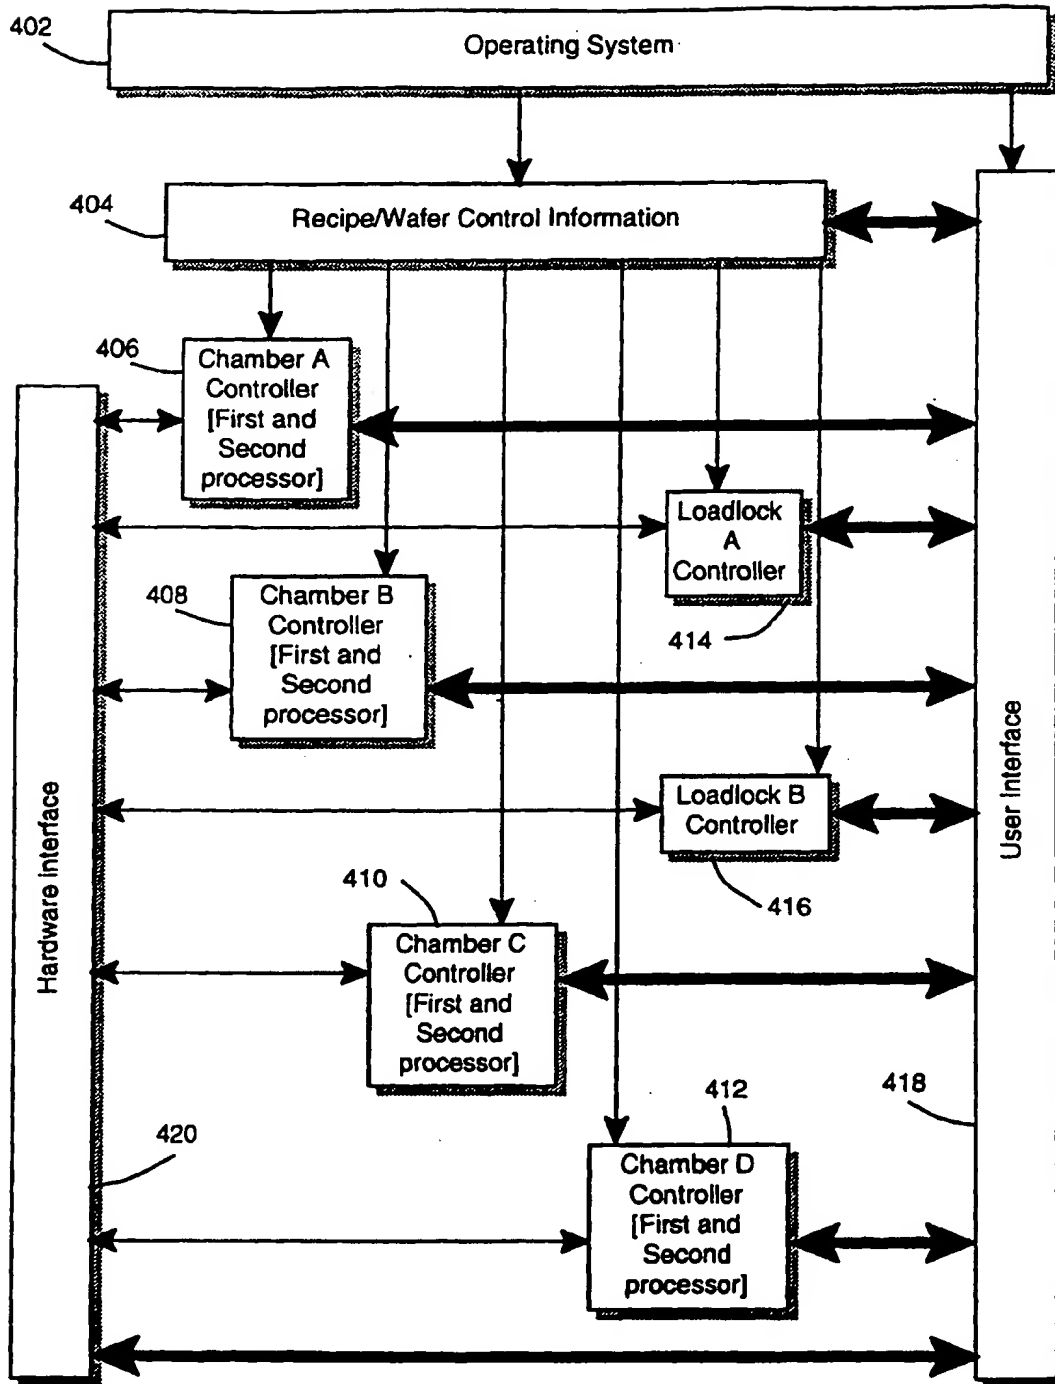 402
Operating System
404
Recipe/Wafer Control Information
406
Chamber A
Controller
[First and
Second
processor]
Loadlock
A
Controller
414
408
Chamber B
Controller
[First and
Second
processor]
Hardware interface
User Interface
Loadlock B
Controller
416
410
Chamber C
Controller
[First and
Second
processor]
418
412
420
Chamber D
Controller
[First and
Second
processor]